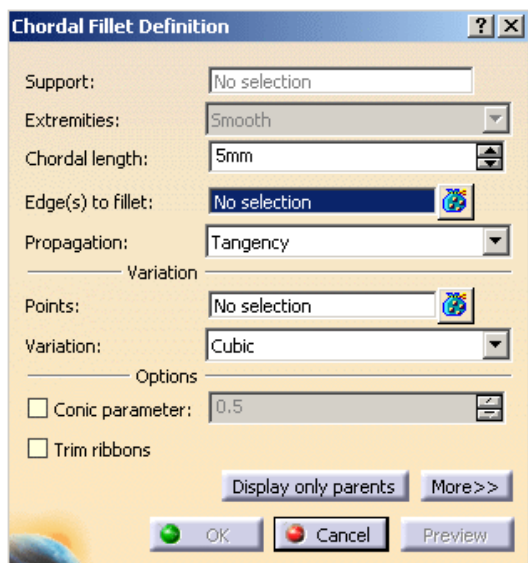 Chordal Fillet Definition
Support: No selection
Extremities: Smooth
Chordal length: 5mm
Edge(s) to fillet: No selection
Propagation: Tangency
Variation
Points: No selection
Variation: Cubic
Options
Conic parameter: 0.5
Trim ribbons
Display only parents More>>
OK Cancel Preview